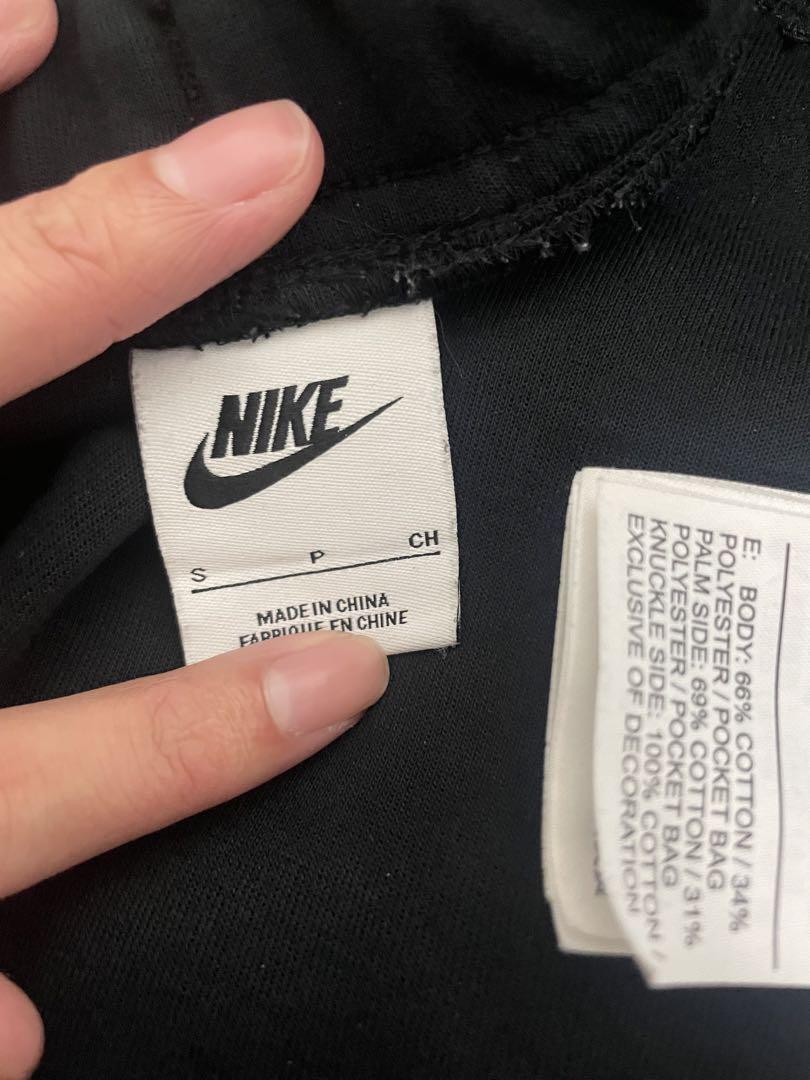 NIKE
S P CH
MADE IN CHINA
FABRIQUE EN CHINE
E: BODY: 66% COTTON / 34%
POLYESTER / POCKET BAG
PALM SIDE: 69% COTTON / 31%
POLYESTER / POCKET BAG
KNUCKLE SIDE: 100% COTTON /
EXCLUSIVE OF DECORATION